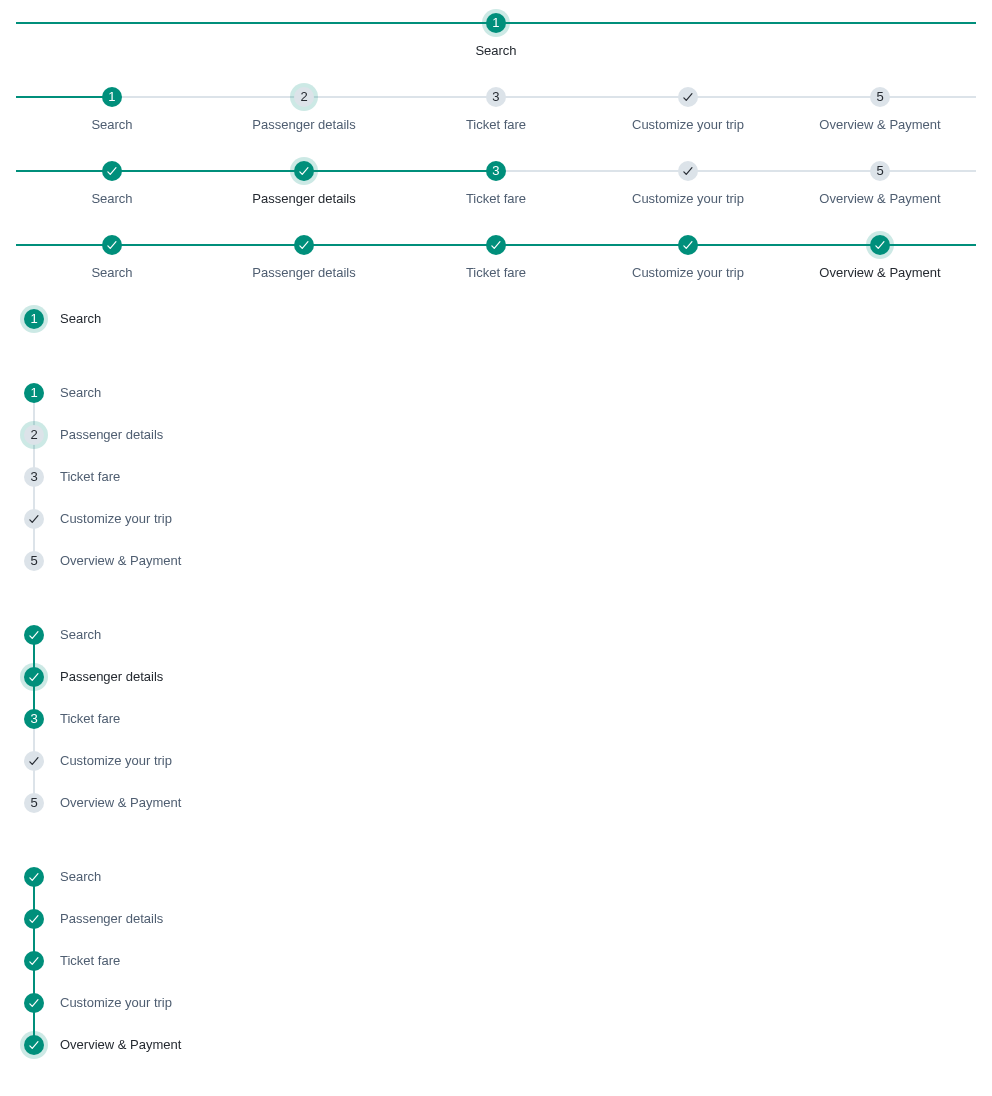 1
Search
1 2 3 5
Search Passenger details Ticket fare Customize your trip Overview & Payment
3 5
Search Passenger details Ticket fare Customize your trip Overview & Payment
Search Passenger details Ticket fare Customize your trip Overview & Payment
1 Search
1 Search
2 Passenger details
3 Ticket fare
Customize your trip
5 Overview & Payment
Search
Passenger details
3 Ticket fare
Customize your trip
5 Overview & Payment
Search
Passenger details
Ticket fare
Customize your trip
Overview & Payment